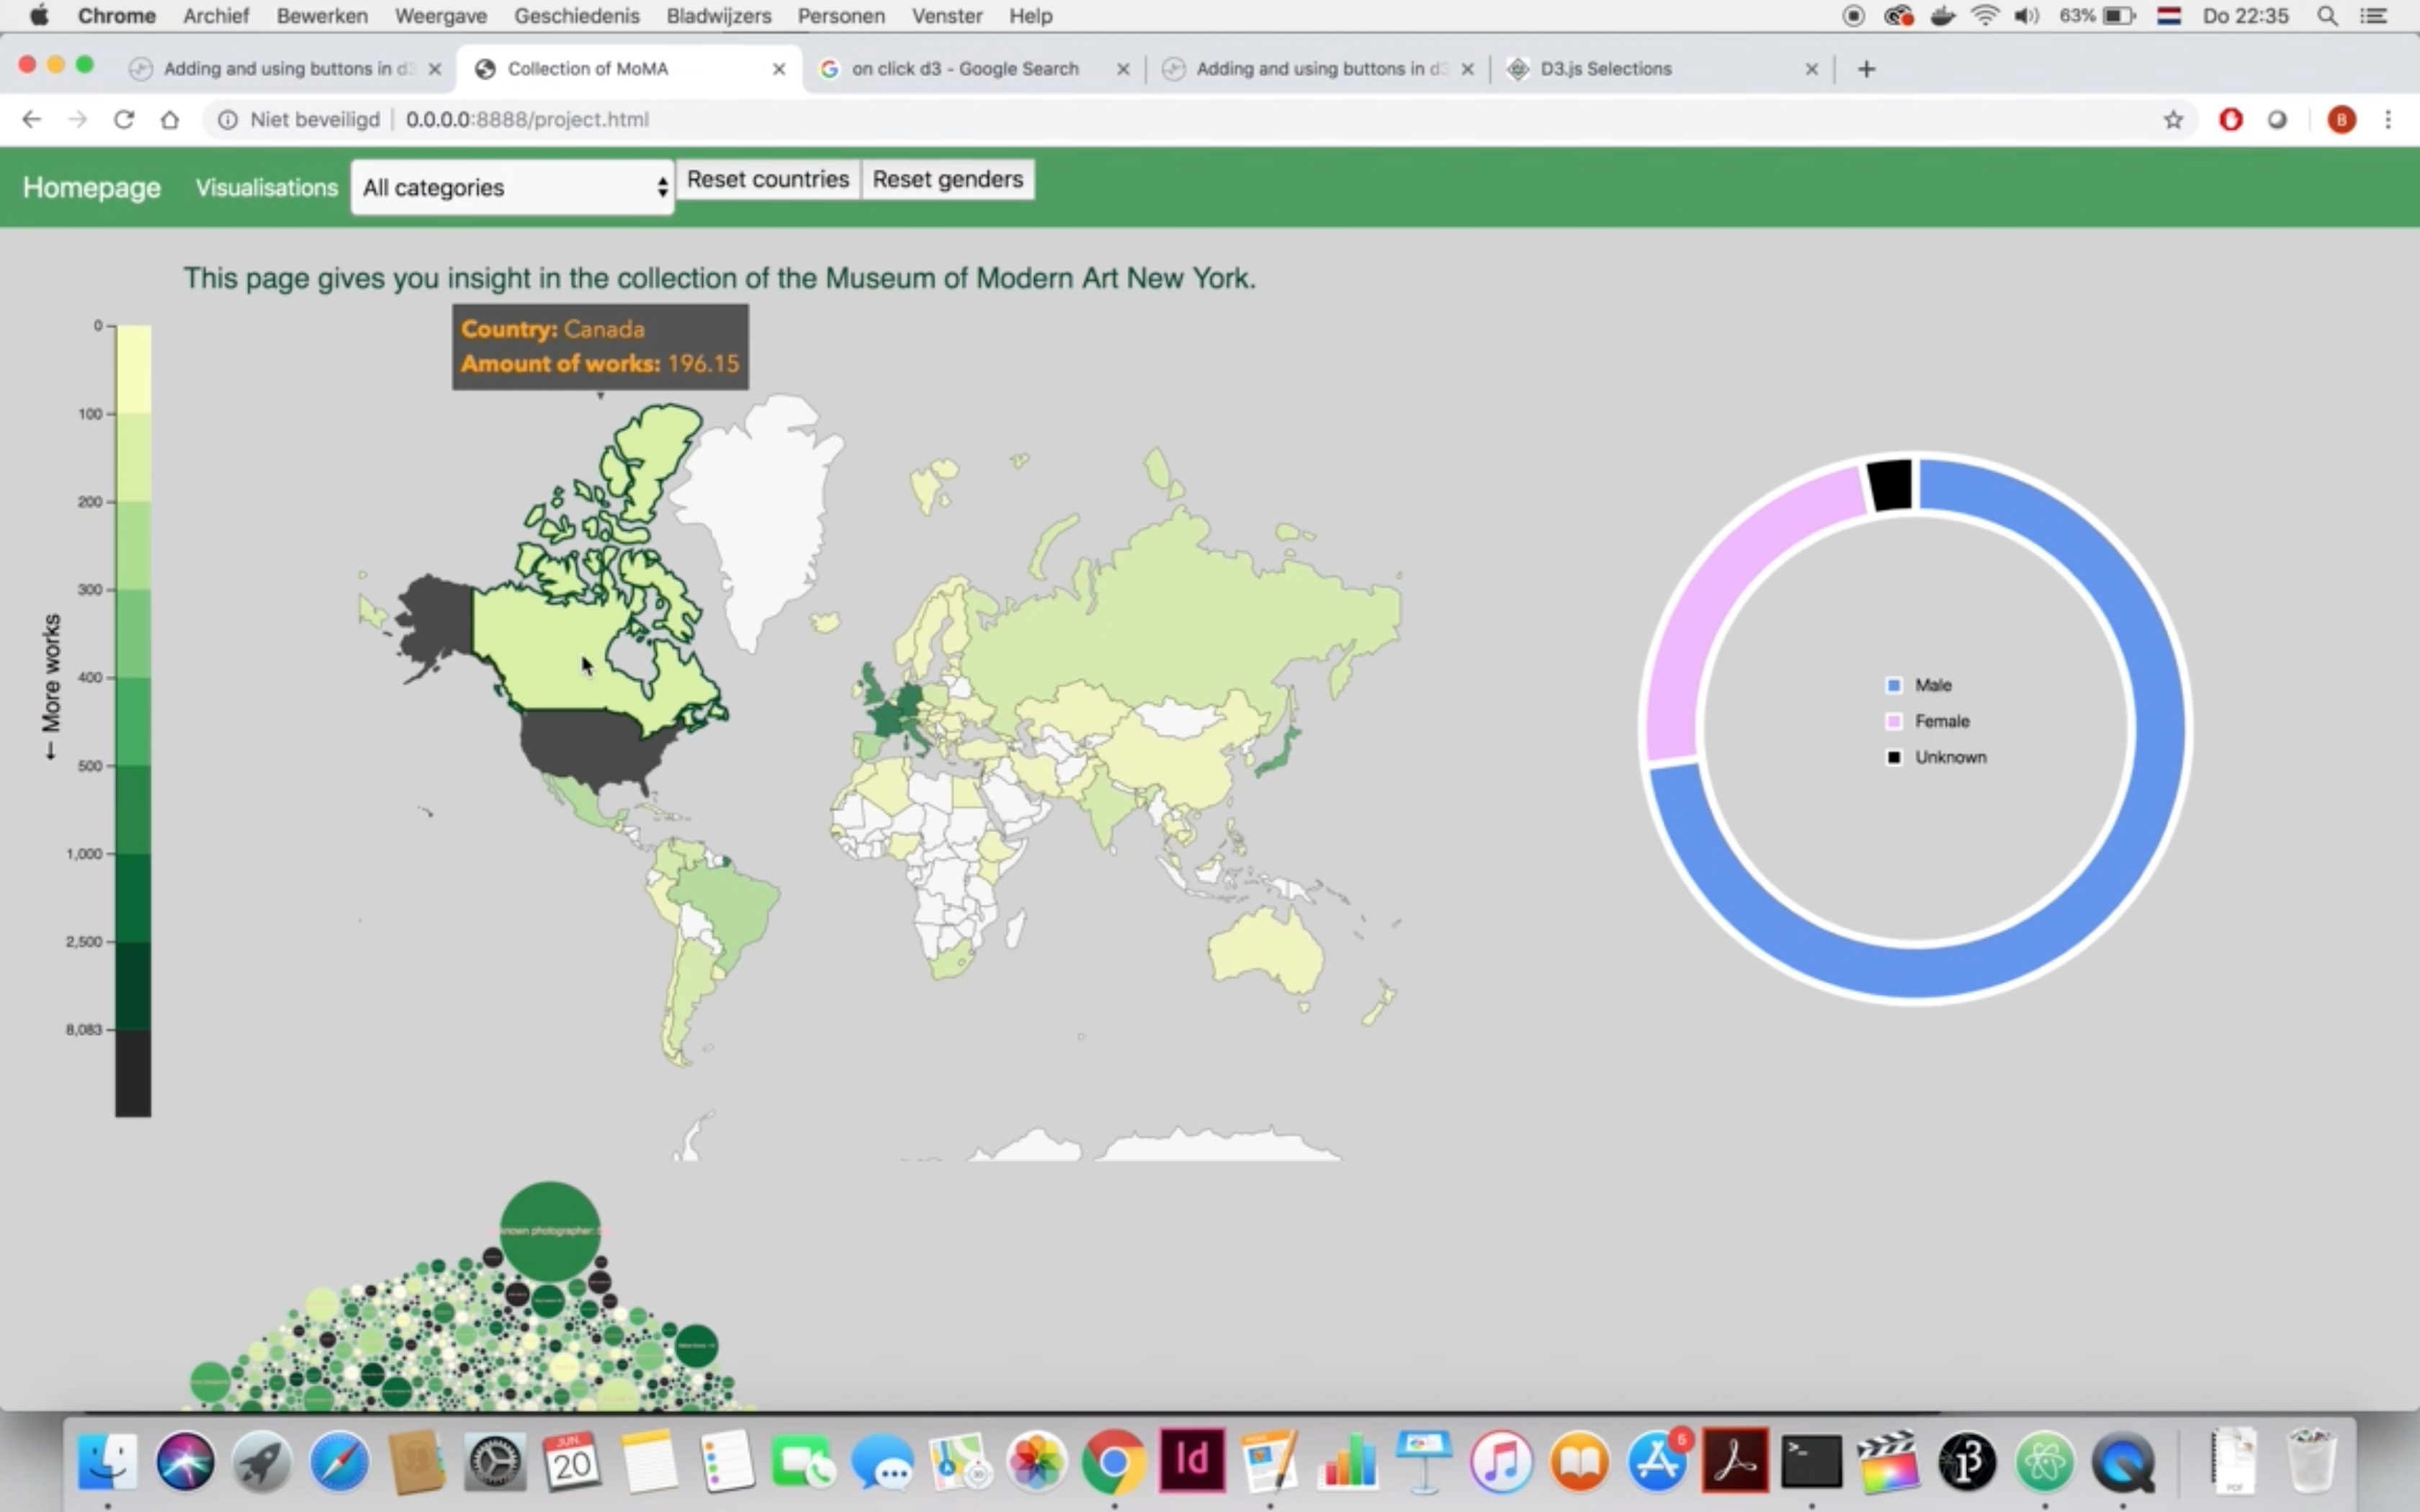 Chrome Archief Bewerken Weergave Geschiedenis Bladwijzers Personen Venster Help 63% Do 22:35
Adding and using buttons in d3 Collection of MoMA on click d3 - Google Search Adding and using buttons in d3 D3.js Selections
Niet beveiligd 0.0.0.0:8888/project.html B
Homepage Visualisations All categories Reset countries Reset genders
This page gives you insight in the collection of the Museum of Modern Art New York.
Country: Canada
Amount of works: 196.15
← More works
0
100
200
300
400
500
1,000
2,500
8,083
Male
Female
Unknown
nown photographer:
JUN.
20
Id
6
>_
PDF